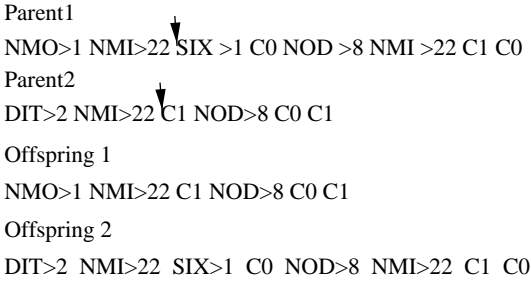 Parent1
NMO>1 NMI>22 SIX >1 C0 NOD >8 NMI >22 C1 C0
Parent2
DIT>2 NMI>22 C1 NOD>8 C0 C1
Offspring 1
NMO>1 NMI>22 C1 NOD>8 C0 C1
Offspring 2
DIT>2 NMI>22 SIX>1 C0 NOD>8 NMI>22 C1 C0